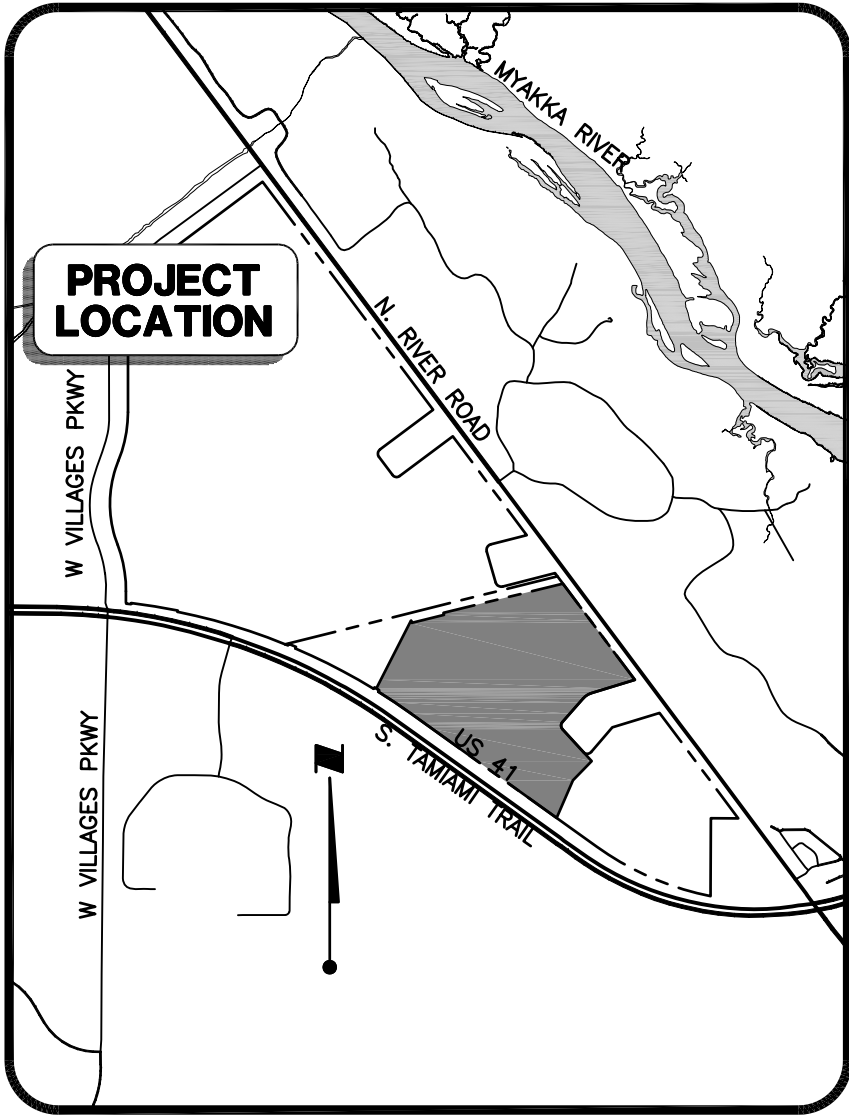 MYAKKA RIVER
PROJECT
LOCATION
N. RIVER ROAD
W VILLAGES PKWY
US 41
S. TAMIAMI TRAIL
W VILLAGES PKWY
N